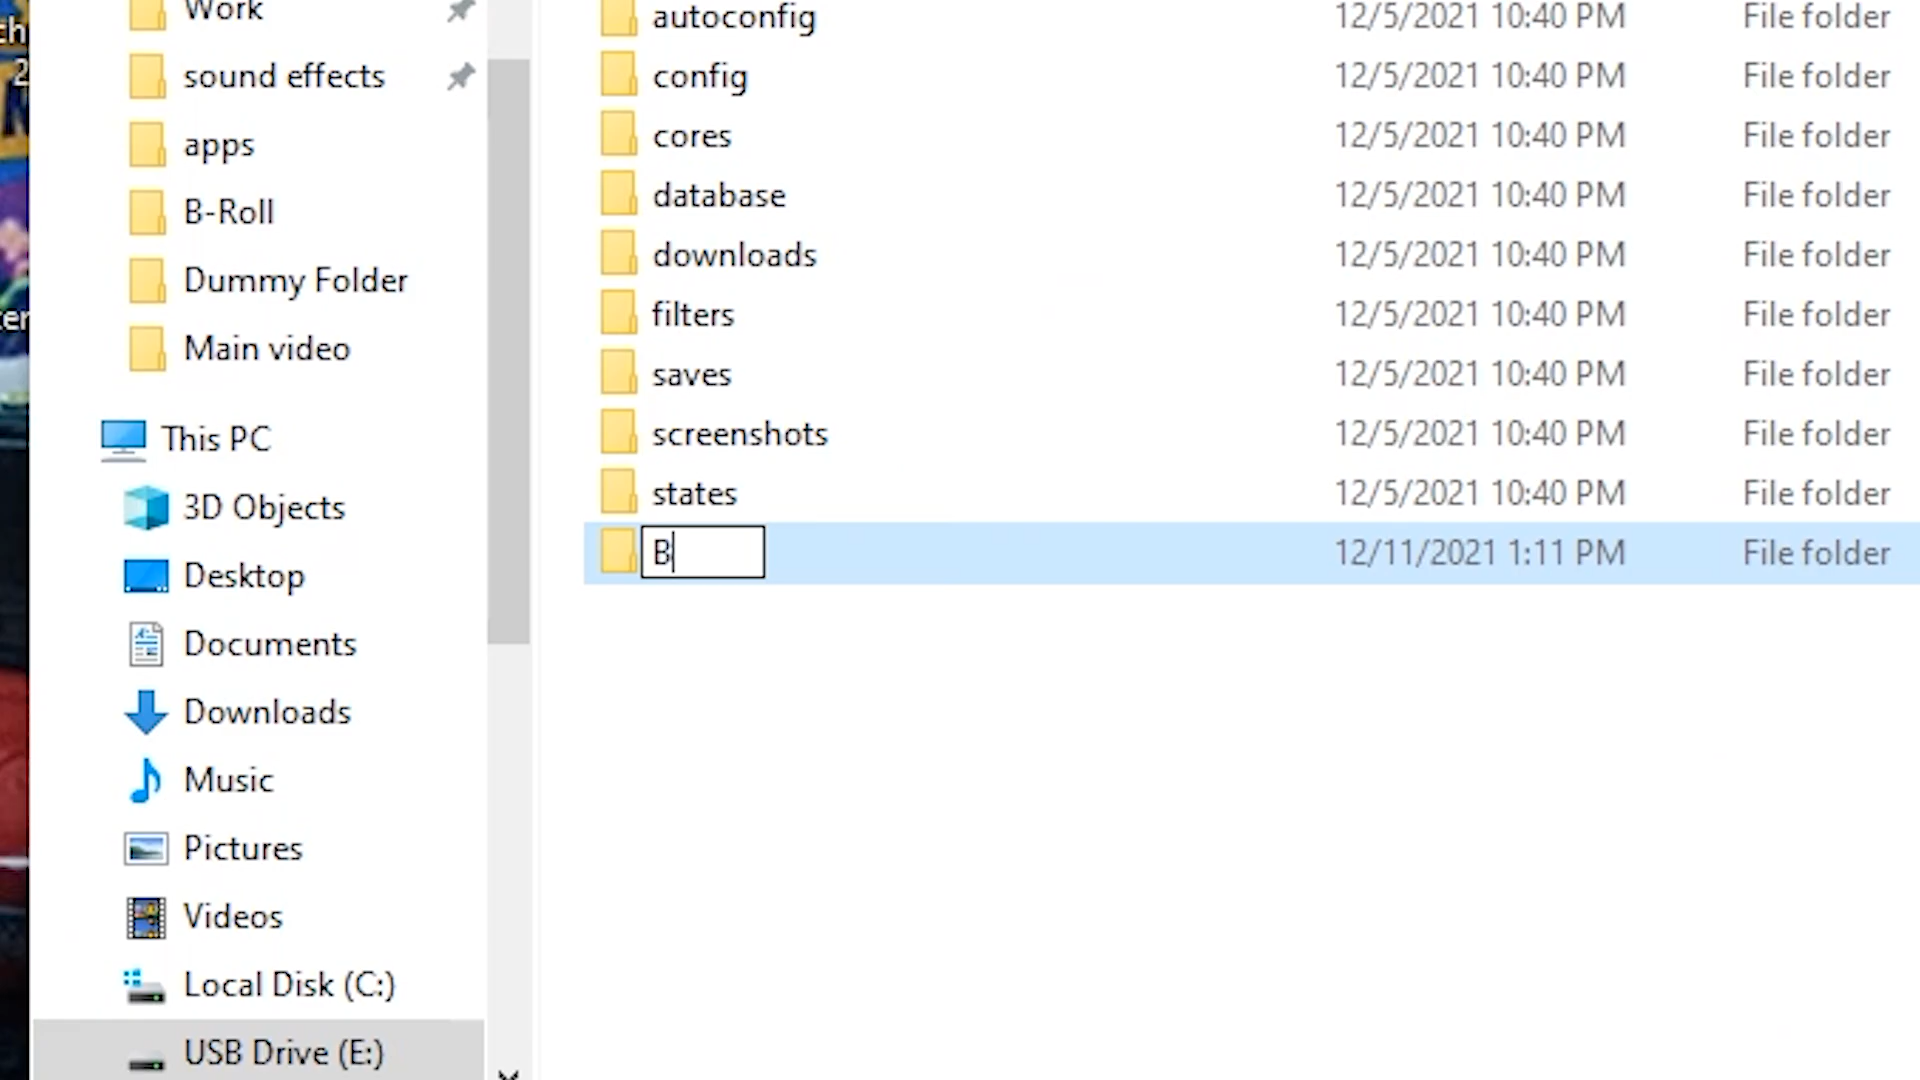 ch
2
ter
Work
sound effects
apps
B-Roll
Dummy Folder
Main video
This PC
3D Objects
Desktop
Documents
Downloads
Music
Pictures
Videos
Local Disk (C:)
USB Drive (E:)
autoconfig 12/5/2021 10:40 PM File folder
config 12/5/2021 10:40 PM File folder
cores 12/5/2021 10:40 PM File folder
database 12/5/2021 10:40 PM File folder
downloads 12/5/2021 10:40 PM File folder
filters 12/5/2021 10:40 PM File folder
saves 12/5/2021 10:40 PM File folder
screenshots 12/5/2021 10:40 PM File folder
states 12/5/2021 10:40 PM File folder
B 12/11/2021 1:11 PM File folder